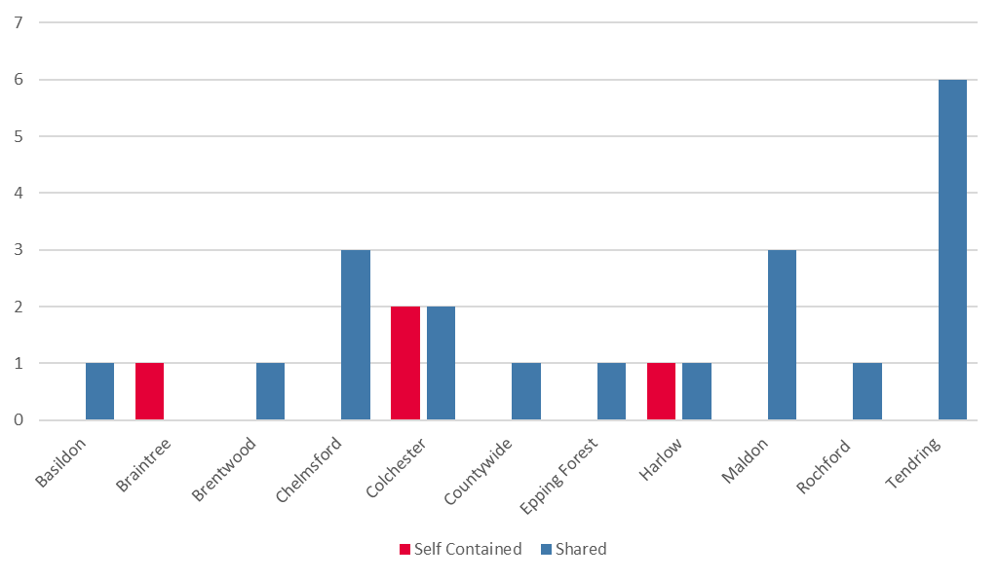 7
6
5
4
3
2
1
0
Basildon
Braintree
Brentwood
Chelmsford
Colchester
Countywide
Epping Forest
Harlow
Maldon
Rochford
Tendring
Self Contained Shared